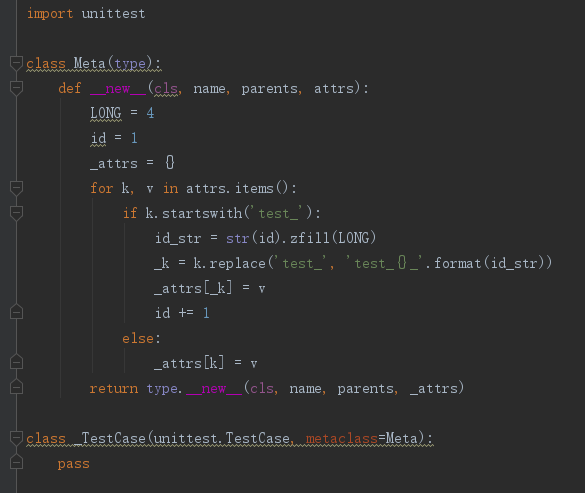 import unittest
class Meta(type):
    def __new__(cls, name, parents, attrs):
        LONG = 4
        id = 1
        _attrs = {}
        for k, v in attrs.items():
            if k.startswith('test_'):
                id_str = str(id).zfill(LONG)
                _k = k.replace('test_', 'test_{}_'.format(id_str))
                _attrs[_k] = v
                id += 1
            else:
                _attrs[k] = v
        return type.__new__(cls, name, parents, _attrs)
class _TestCase(unittest.TestCase, metaclass=Meta):
    pass